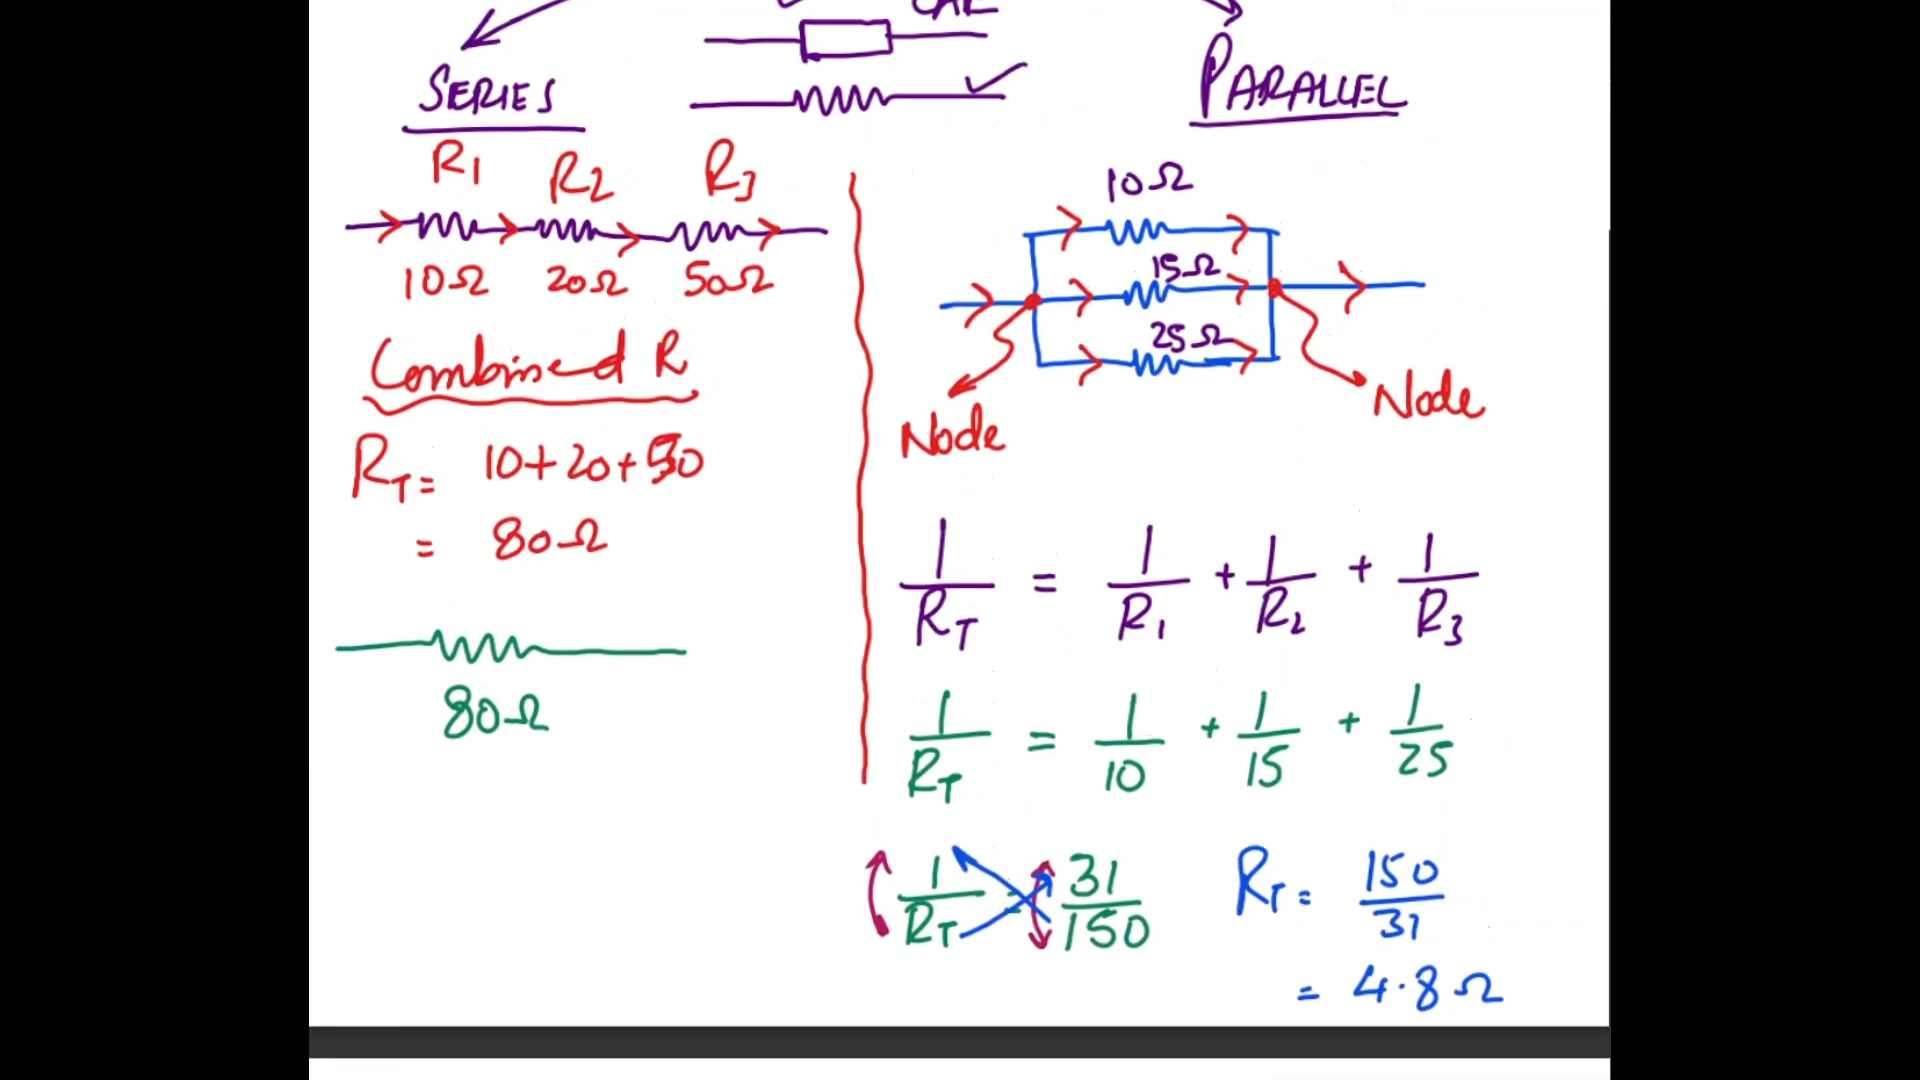 SERIES
PARALLEL
R1 R2 R3
10Ω 20Ω 50Ω
Combined R
RT = 10+20+50
= 80Ω
80Ω
10Ω
15Ω
25Ω
Node
Node
1/RT = 1/R1 + 1/R2 + 1/R3
1/RT = 1/10 + 1/15 + 1/25
1/RT = 31/150
RT = 150/31
= 4.8Ω